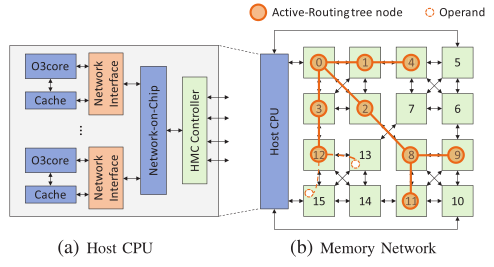 Active-Routing tree node Operand
O3core
Cache
Network Interface
⋮
O3core
Cache
Network Interface
Network-on-Chip
HMC Controller
Host CPU
0 1 4 5
3 2 7 6
12 13 8 9
15 14 11 10
(a) Host CPU (b) Memory Network